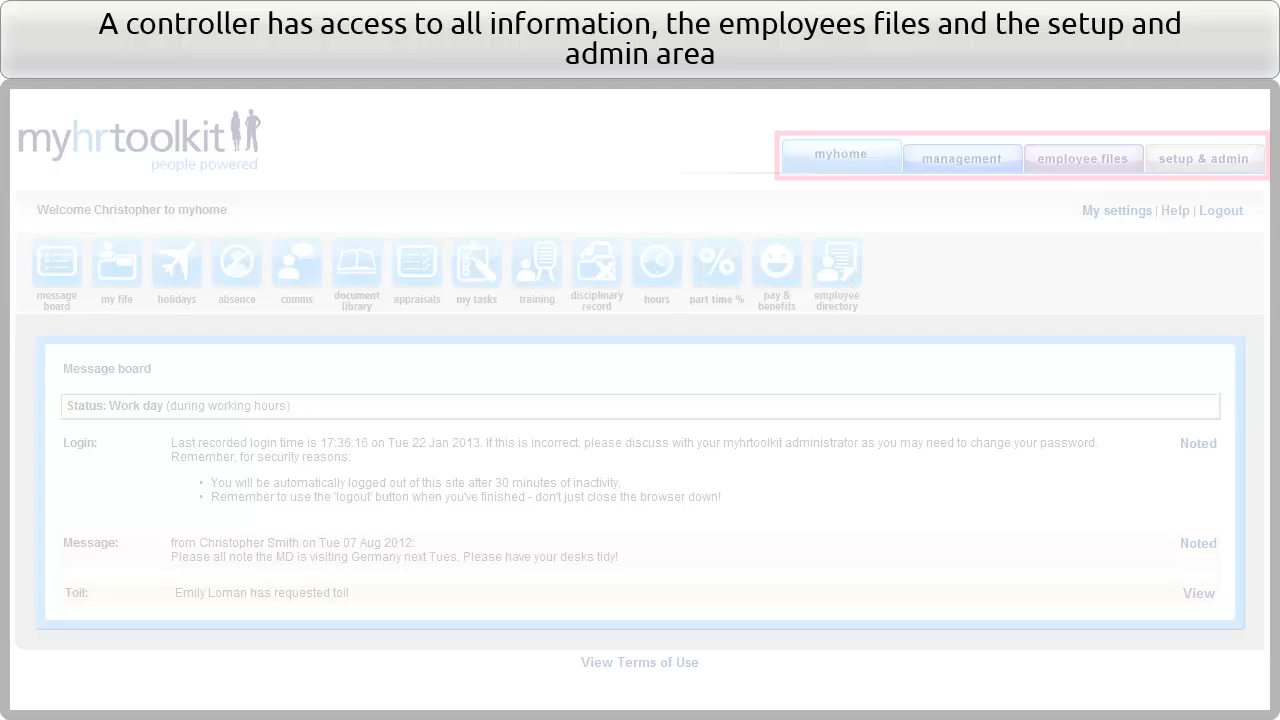 A controller has access to all information, the employees files and the setup and
admin area
myhrtoolkit
people powered
myhome
management
employee files
setup & admin
Welcome Christopher to myhome
My settings | Help | Logout
message board
my fife
holidays
absence
comms
document library
appraisals
my tasks
training
disciplinary record
hours
part time %
pay & benefits
employee directory
Message board
Status: Work day (during working hours)
Login: Last recorded login time is 17:36:16 on Tue 22 Jan 2013. If this is incorrect, please discuss with your myhrtoolkit administrator as you may need to change your password. Noted
Remember, for security reasons:
• You will be automatically logged out of this site after 30 minutes of inactivity.
• Remember to use the 'logout' button when you've finished - don't just close the browser down!
Message: from Christopher Smith on Tue 07 Aug 2012: Noted
Please all note the MD is visiting Germany next Tues. Please have your desks tidy!
Toil: Emily Loman has requested toil View
View Terms of Use